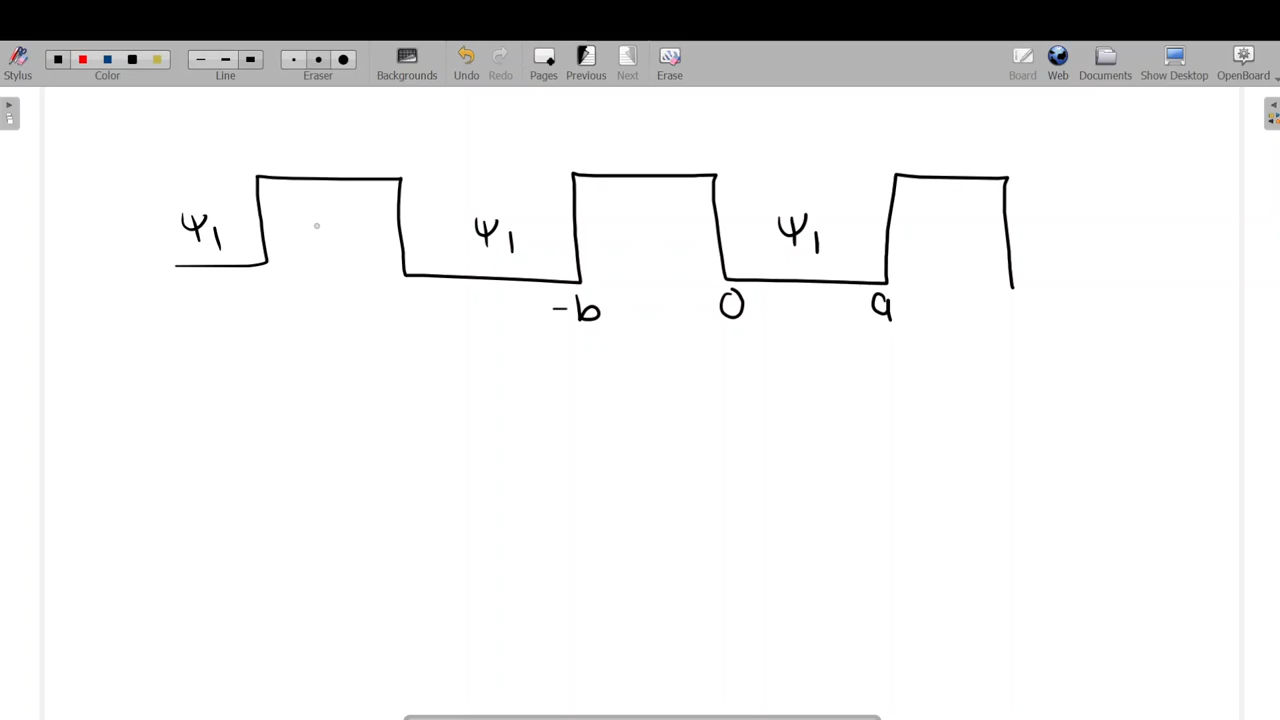 Stylus Color Line Eraser Backgrounds Undo Redo Pages Previous Next Erase Board Web Documents Show Desktop OpenBoard
ψ1 ψ1 ψ1
-b 0 a